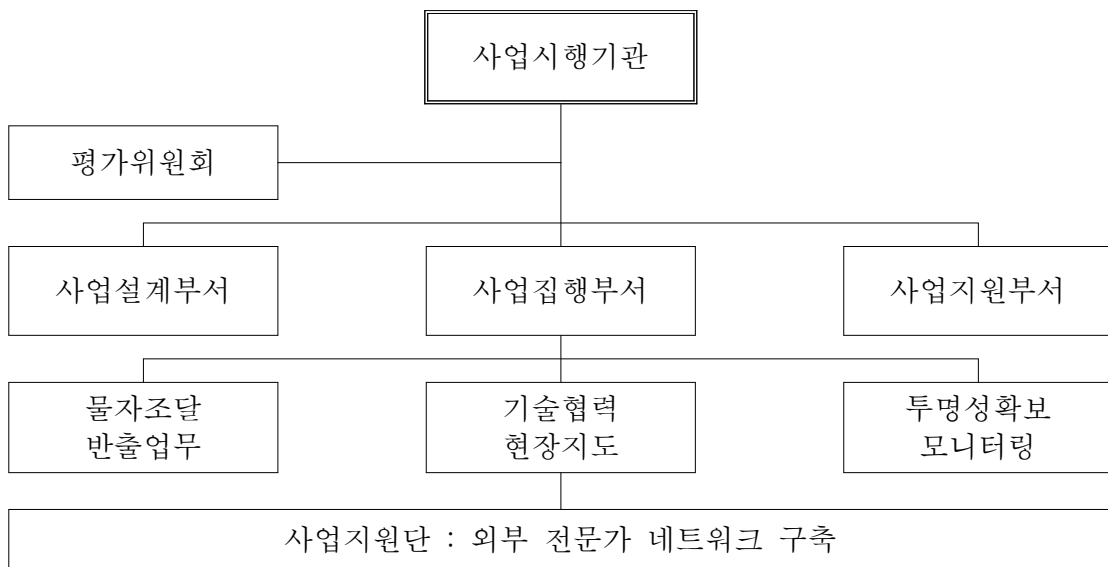 사업시행기관
평가위원회
사업설계부서
사업집행부서
사업지원부서
물자조달
반출업무
기술협력
현장지도
투명성확보
모니터링
사업지원단 : 외부 전문가 네트워크 구축